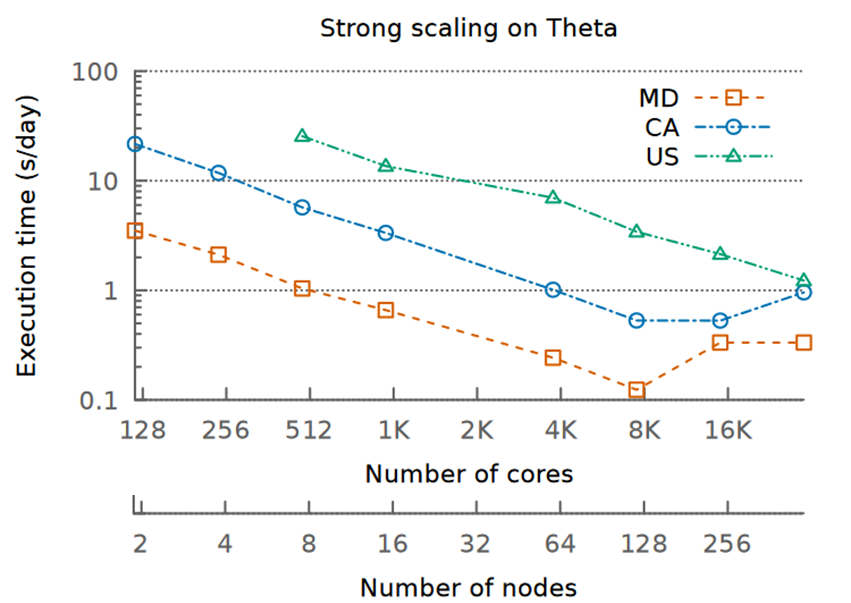 Strong scaling on Theta
Execution time (s/day)
100
10
1
0.1
MD
CA
US
128 256 512 1K 2K 4K 8K 16K
Number of cores
2 4 8 16 32 64 128 256
Number of nodes